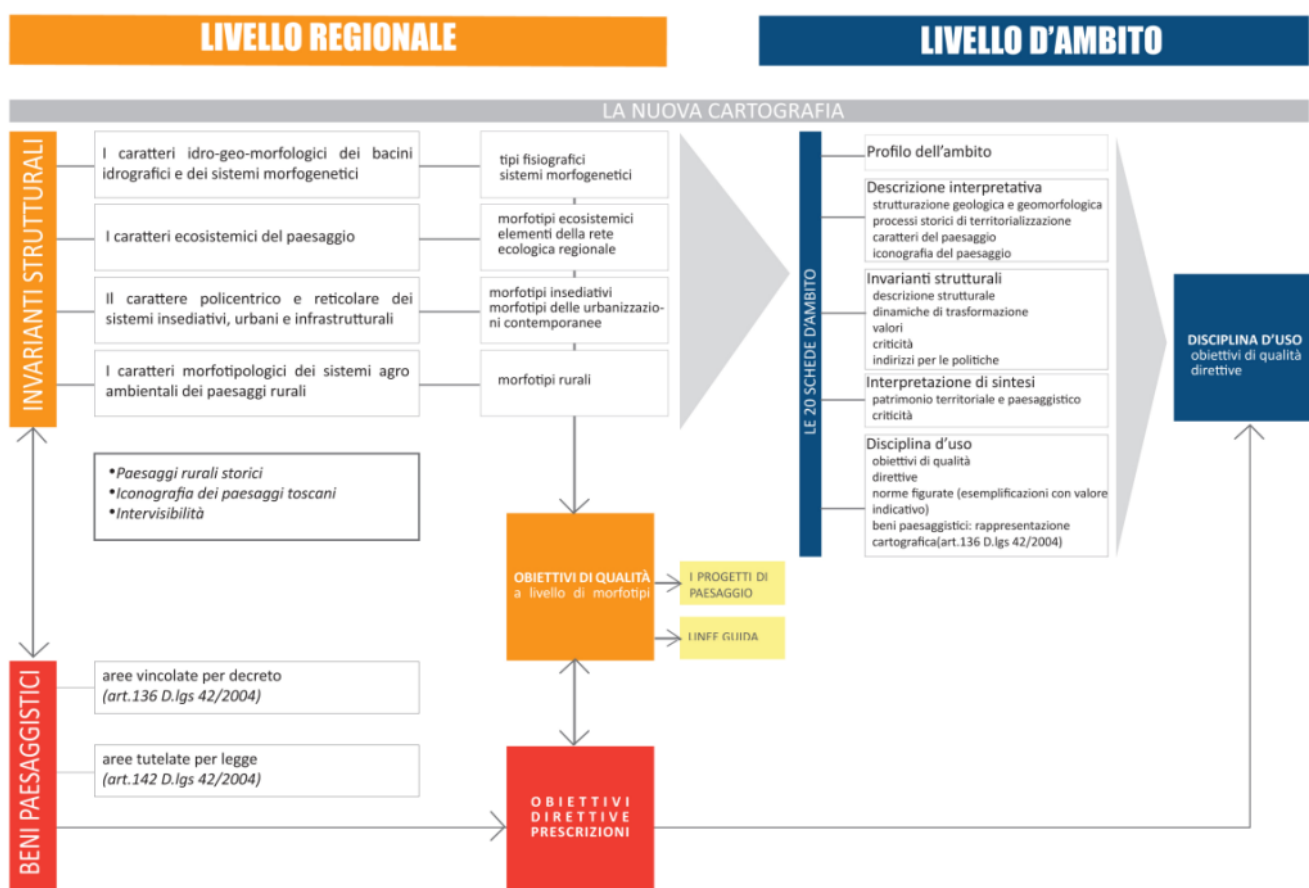 LIVELLO REGIONALE
LIVELLO D'AMBITO
LA NUOVA CARTOGRAFIA
INVARIANTI STRUTTURALI
I caratteri idro-geo-morfologici dei bacini
idrografici e dei sistemi morfogenetici
tipi fisiografici
sistemi morfogenetici
I caratteri ecosistemici del paesaggio
morfotipi ecosistemici
elementi della rete
ecologica regionale
Il carattere policentrico e reticolare dei
sistemi insediativi, urbani e infrastrutturali
morfotipi insediativi
morfotipi delle urbanizzazio-
ni contemporanee
I caratteri morfotipologici dei sistemi agro
ambientali dei paesaggi rurali
morfotipi rurali
•Paesaggi rurali storici
•Iconografia dei paesaggi toscani
•Intervisibilità
OBIETTIVI DI QUALITÀ
a livello di morfotipi
I PROGETTI DI
PAESAGGIO
LINEE GUIDA
BENI PAESAGGISTICI
aree vincolate per decreto
(art.136 D.lgs 42/2004)
aree tutelate per legge
(art.142 D.lgs 42/2004)
OBIETTIVI
DIRETTIVE
PRESCRIZIONI
LE 20 SCHEDE D'AMBITO
Profilo dell'ambito
Descrizione interpretativa
strutturazione geologica e geomorfologica
processi storici di territorializzazione
caratteri del paesaggio
iconografia del paesaggio
Invarianti strutturali
descrizione strutturale
dinamiche di trasformazione
valori
criticità
indirizzi per le politiche
Interpretazione di sintesi
patrimonio territoriale e paesaggistico
criticità
Disciplina d'uso
obiettivi di qualità
direttive
norme figurate (esemplificazioni con valore
indicativo)
beni paesaggistici: rappresentazione
cartografica(art.136 D.lgs 42/2004)
DISCIPLINA D'USO
obiettivi di qualità
direttive